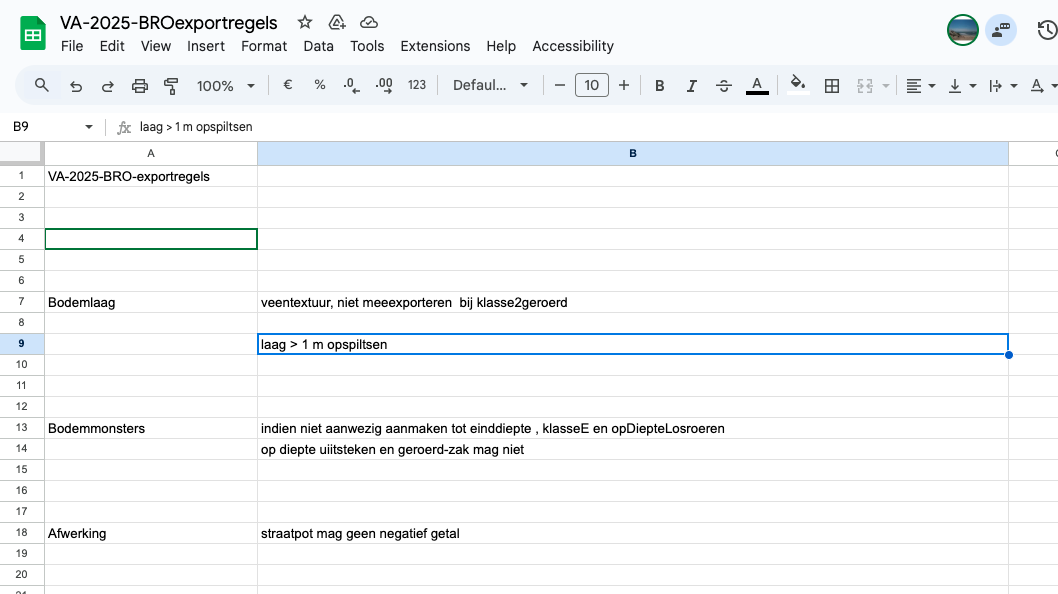 VA-2025-BROexportregels
File Edit View Insert Format Data Tools Extensions Help Accessibility
100% € % .0 .00 123 Defaul... 10 B I A A
B9 fx laag > 1 m opspiltsen
A B
1 VA-2025-BRO-exportregels
2
3
4
5
6
7 Bodemlaag veentextuur, niet meeexporteren bij klasse2geroerd
8
9 laag > 1 m opspiltsen
10
11
12
13 Bodemmonsters indien niet aanwezig aanmaken tot einddiepte , klasseE en opDiepteLosroeren
14 op diepte uiitsteken en geroerd-zak mag niet
15
16
17
18 Afwerking straatpot mag geen negatief getal
19
20